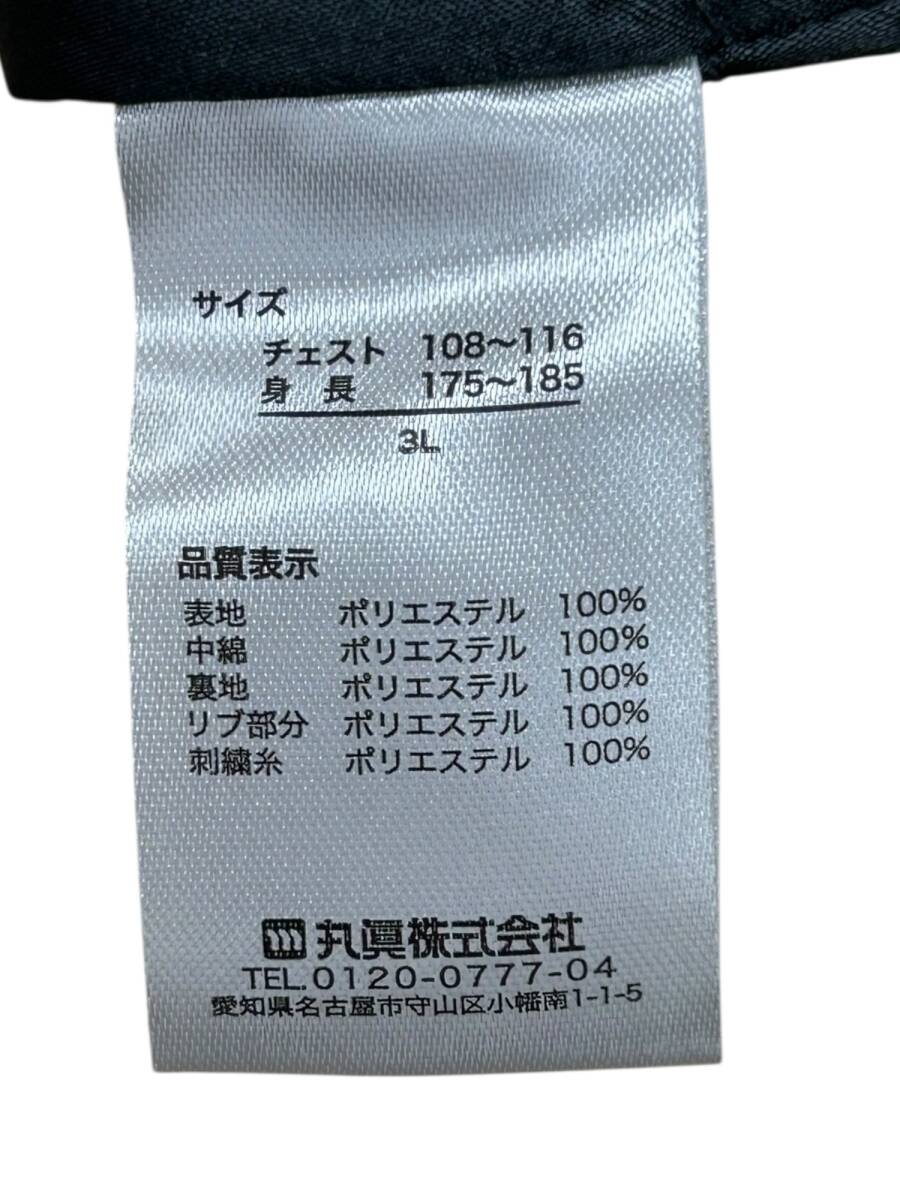 サイズ
チェスト 108～116
身長 175～185
3L
品質表示
表地 ポリエステル 100%
中綿 ポリエステル 100%
裏地 ポリエステル 100%
リブ部分 ポリエステル 100%
刺繍糸 ポリエステル 100%
丸眞株式会社
TEL.0120-0777-04
愛知県名古屋市守山区小幡南1-1-5